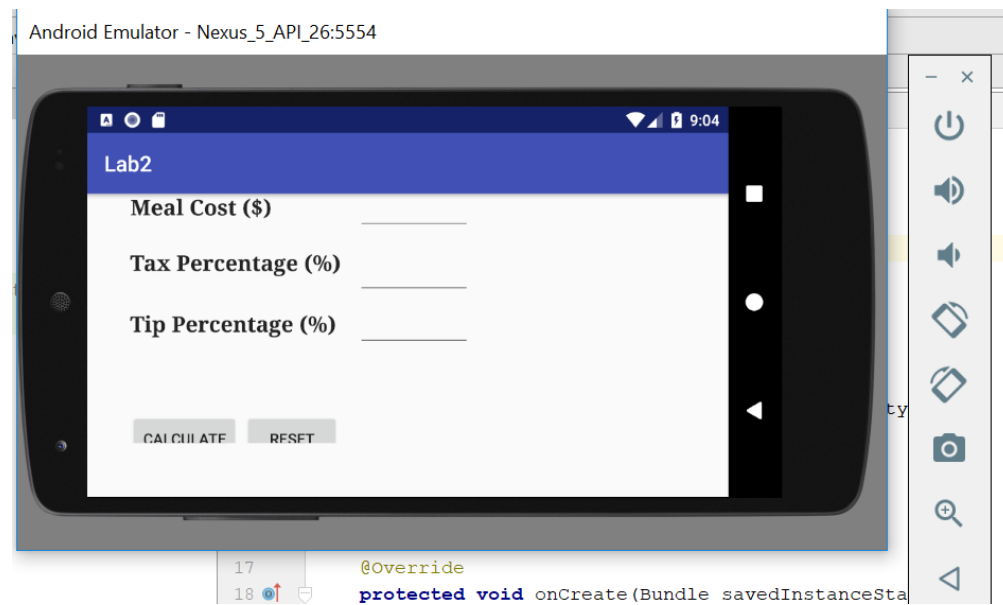 Android Emulator - Nexus_5_API_26:5554
9:04
Lab2
Meal Cost ($)
Tax Percentage (%)
Tip Percentage (%)
CALCULATE RESET
ty
17 @Override
18 protected void onCreate(Bundle savedInstanceSta